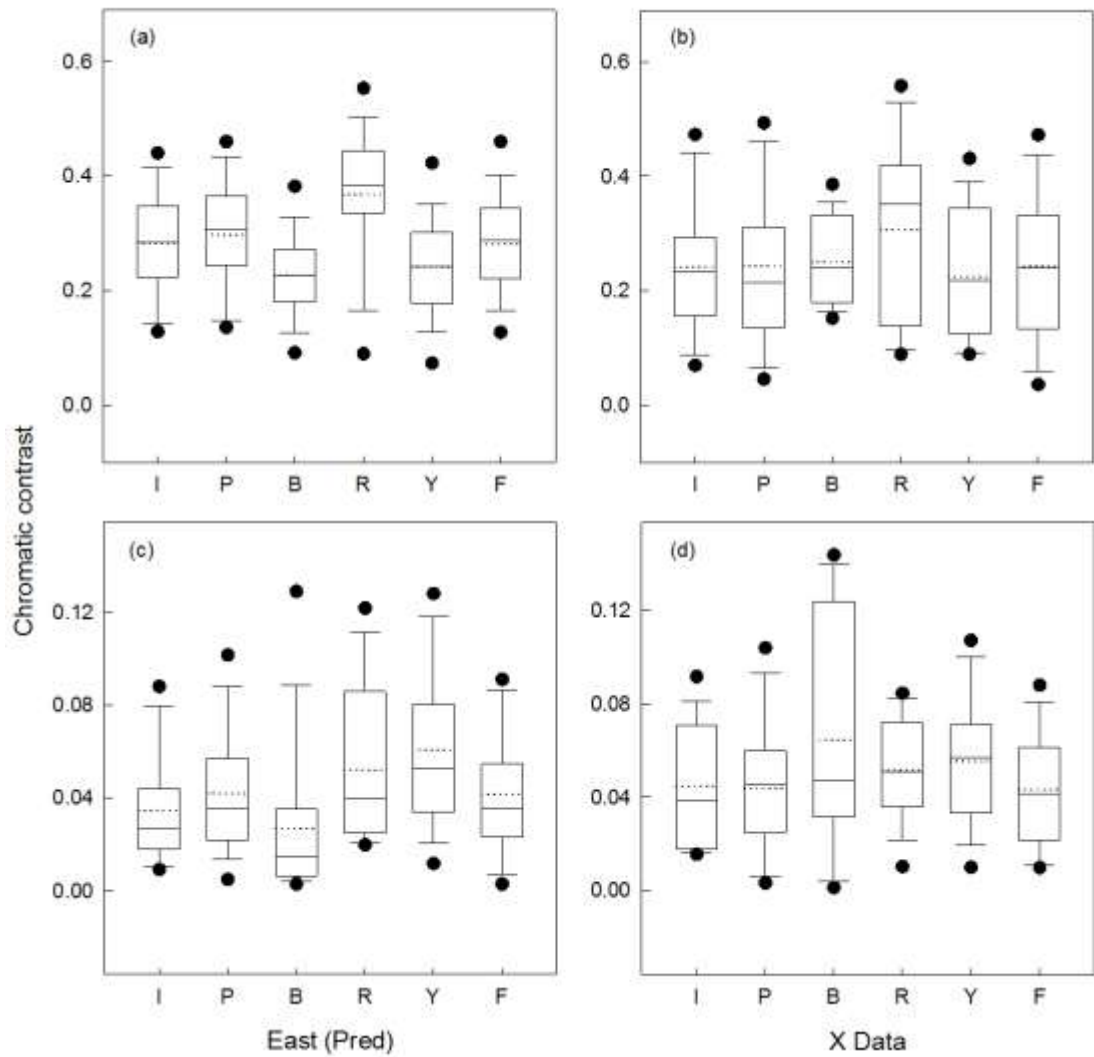 (a)
(b)
0.6
0.6
0.4
0.4
0.2
0.2
0.0
0.0
I P B R Y F
I P B R Y F
Chromatic contrast
(c)
(d)
0.12
0.12
0.08
0.08
0.04
0.04
0.00
0.00
I P B R Y F
I P B R Y F
East (Pred)
X Data